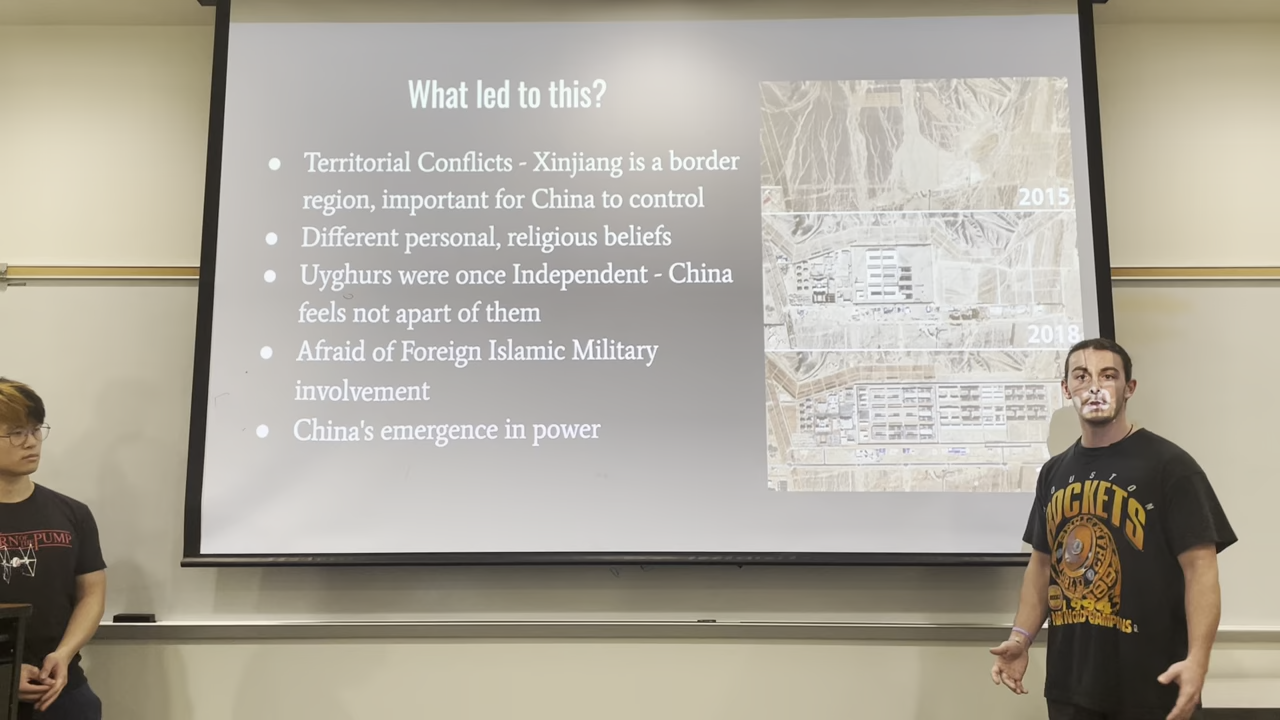 What led to this?
● Territorial Conflicts - Xinjiang is a border
region, important for China to control
● Different personal, religious beliefs
● Uyghurs were once Independent - China
feels not apart of them
● Afraid of Foreign Islamic Military
involvement
● China's emergence in power
2015
2018
PUMP
HOUSTON
ROCKETS
1994